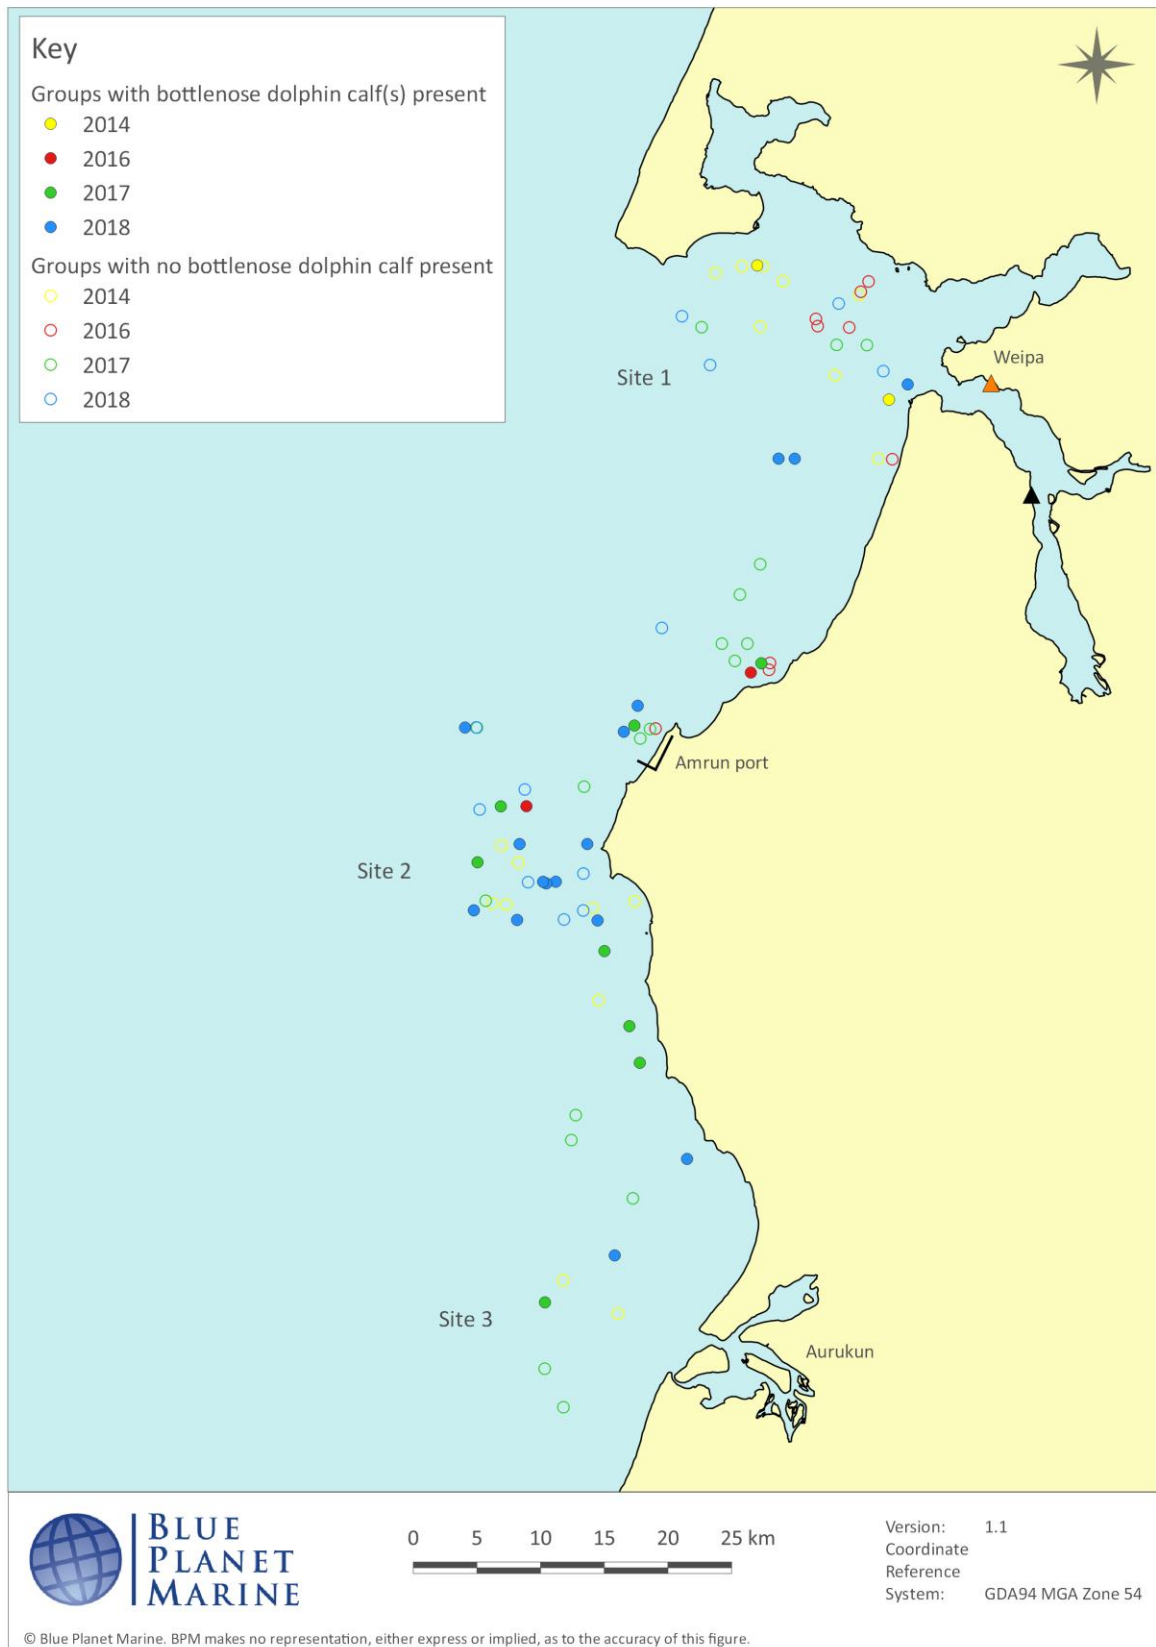 Key
Groups with bottlenose dolphin calf(s) present
2014
2016
2017
2018
Groups with no bottlenose dolphin calf present
2014
2016
2017
2018
Weipa
Site 1
Amrun port
Site 2
Site 3
Aurukun
BLUE
PLANET
MARINE
0 5 10 15 20 25 km
Version: 1.1
Coordinate
Reference
System: GDA94 MGA Zone 54
© Blue Planet Marine. BPM makes no representation, either express or implied, as to the accuracy of this figure.